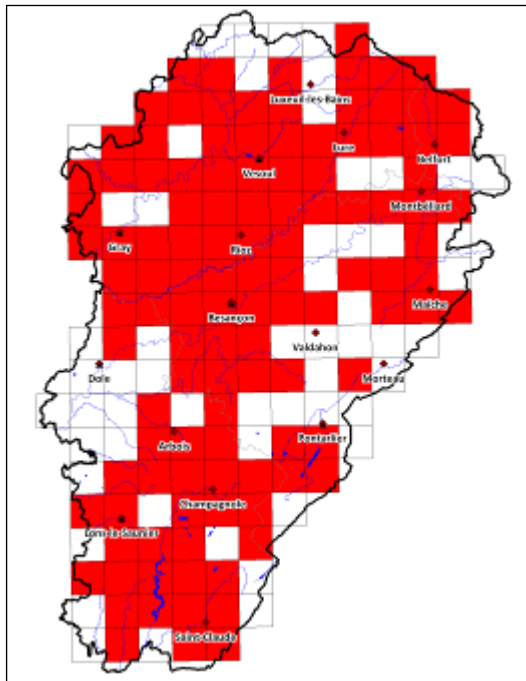 Luxeuil-les-Bains
Lure
Belfort
Vesoul
Montbéliard
Gray
Rioz
Maîche
Besançon
Valdahon
Dole
Morteau
Arbois
Pontarlier
Champagnole
Lons-le-Saunier
Saint-Claude